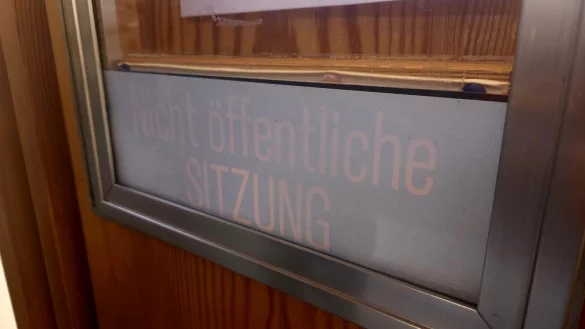 Nicht öffentliche
SITZUNG